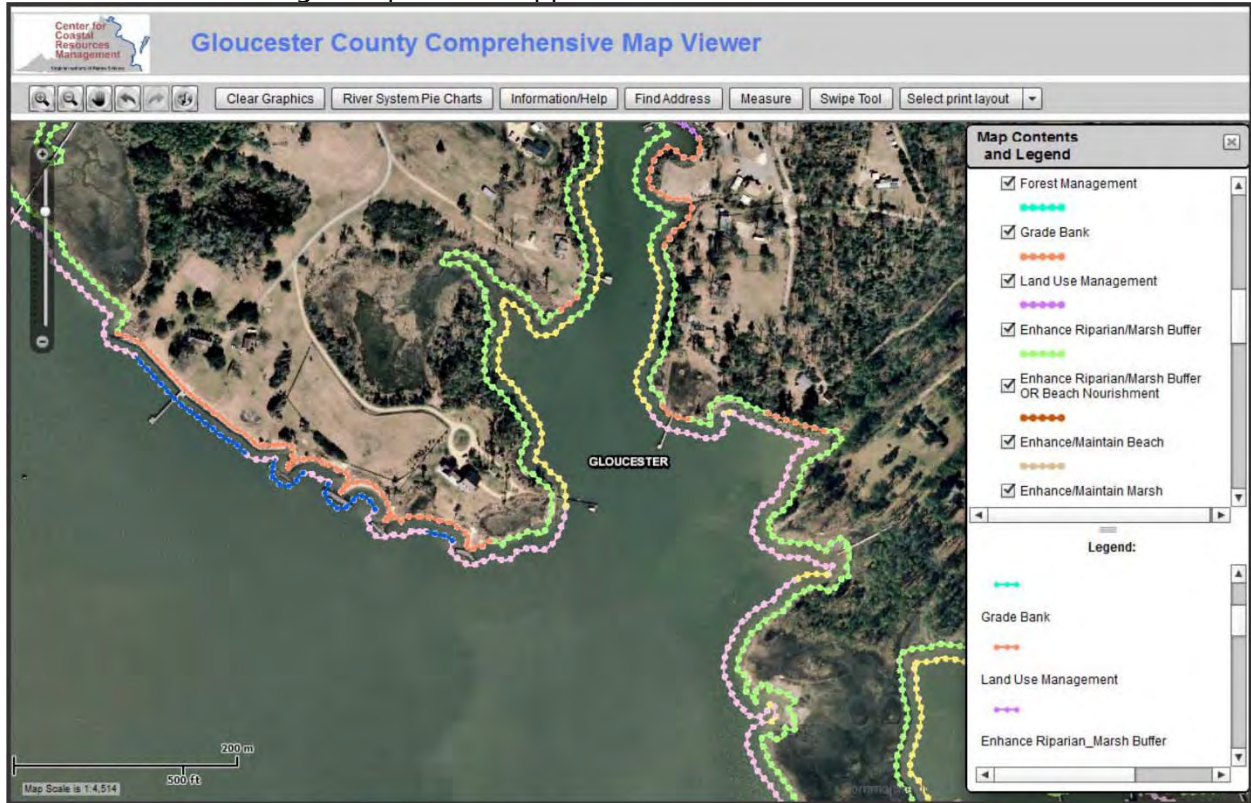 Center for
Coastal
Resources
Management
Gloucester County Comprehensive Map Viewer
Clear Graphics
River System Pie Charts
Information/Help
Find Address
Measure
Swipe Tool
Select print layout
Map Contents
and Legend
Forest Management
Grade Bank
Land Use Management
Enhance Riparian/Marsh Buffer
Enhance Riparian/Marsh Buffer
OR Beach Nourishment
Enhance/Maintain Beach
Enhance/Maintain Marsh
Legend:
Grade Bank
Land Use Management
Enhance Riparian_Marsh Buffer
GLOUCESTER
200 m
500 ft
Map Scale is 1:4,514